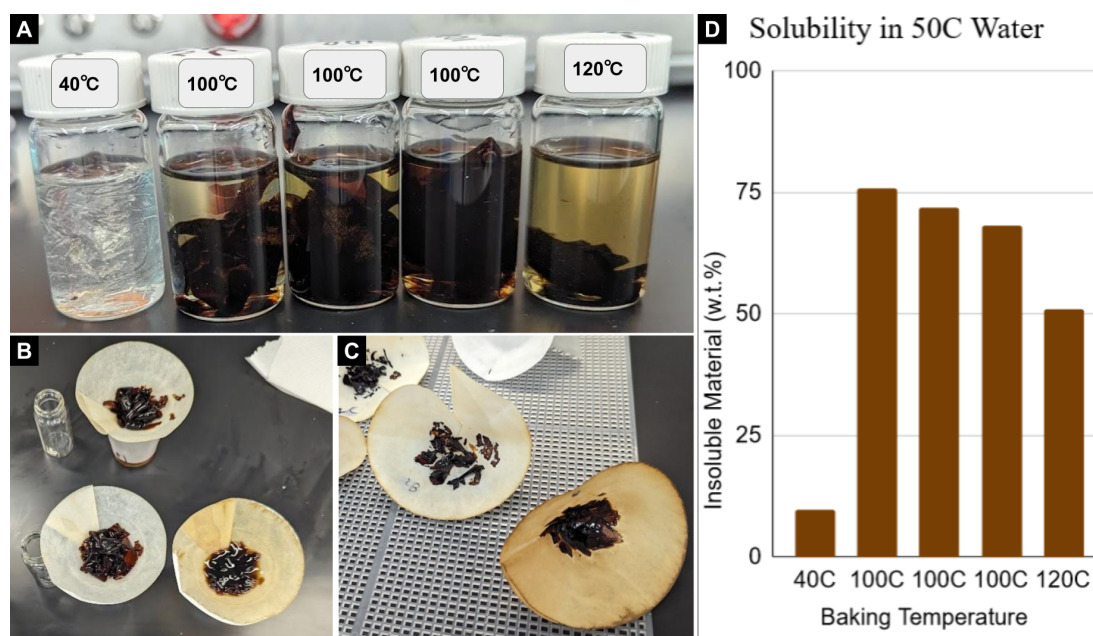 A
40℃
100℃
100℃
100℃
120℃
B
C
D
Solubility in 50C Water
Insoluble Material (w.t.%)
100
75
50
25
0
40C 100C 100C 100C 120C
Baking Temperature